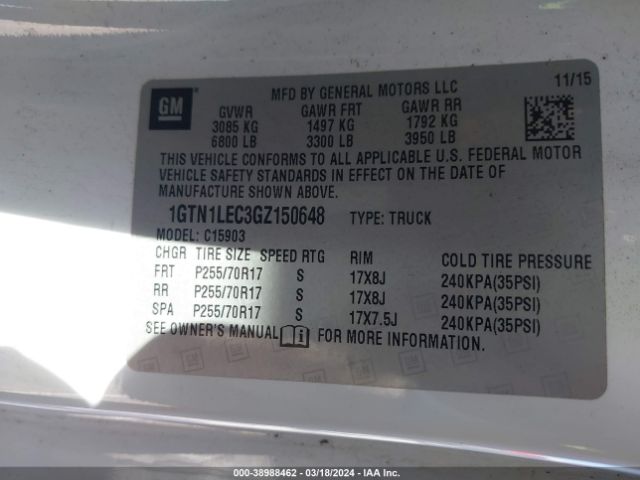 GM
MFD BY GENERAL MOTORS LLC 11/15
GVWR GAWR FRT GAWR RR
3085 KG 1497 KG 1792 KG
6800 LB 3300 LB 3950 LB
THIS VEHICLE CONFORMS TO ALL APPLICABLE U.S. FEDERAL MOTOR
VEHICLE SAFETY STANDARDS IN EFFECT ON THE DATE OF
MANUFACTURE SHOWN ABOVE.
1GTN1LEC3GZ150648 TYPE: TRUCK
MODEL: C15903
CHGR TIRE SIZE SPEED RTG RIM COLD TIRE PRESSURE
FRT P255/70R17 S 17X8J 240KPA(35PSI)
RR P255/70R17 S 17X8J 240KPA(35PSI)
SPA P255/70R17 S 17X7.5J 240KPA(35PSI)
SEE OWNER'S MANUAL FOR MORE INFORMATION.
000-38988462 - 03/18/2024 - IAA Inc.